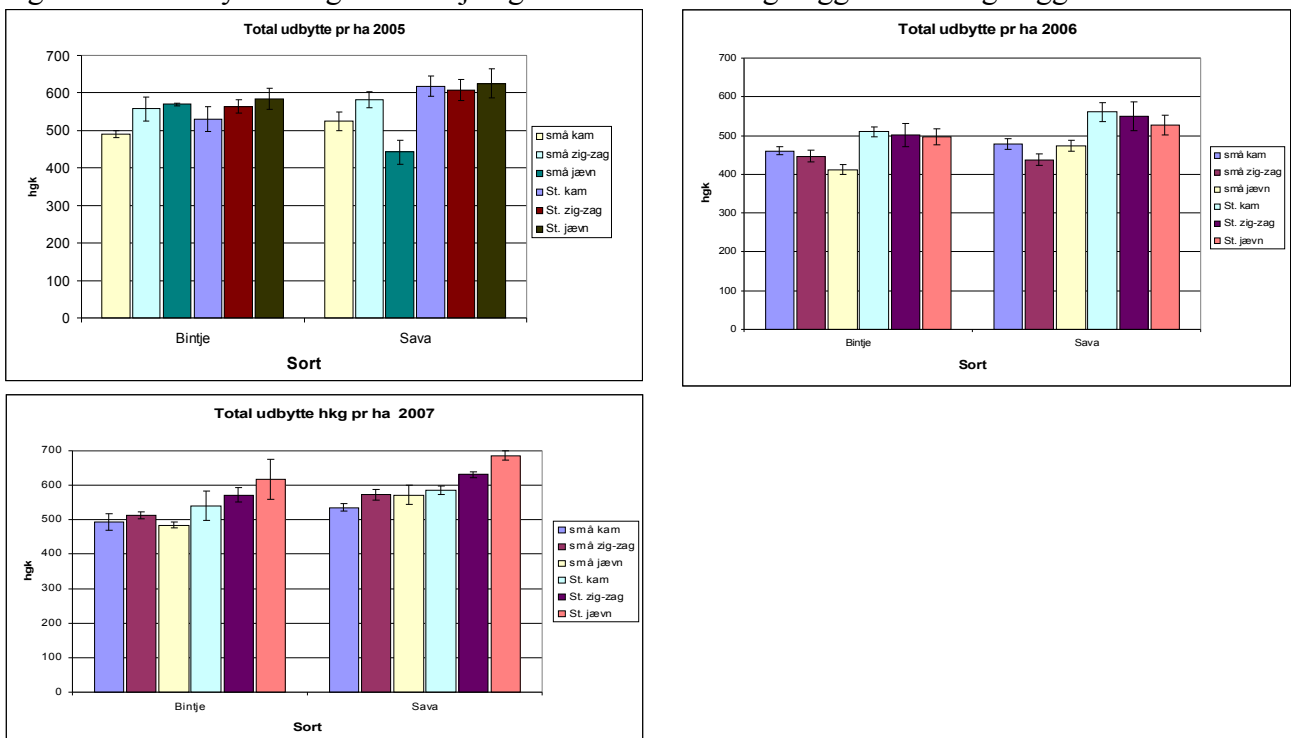 Total udbytte pr ha 2005
700
600
500
400
300
200
100
0
hgk
Bintje
Sava
Sort
små kam
små zig-zag
små jævn
St. kam
St. zig-zag
St. jævn
Total udbytte pr ha 2006
700
600
500
400
300
200
100
0
hgk
Bintje
Sava
Sort
små kam
små zig-zag
små jævn
St. kam
St. zig-zag
St. jævn
Total udbytte hkg pr ha 2007
700
600
500
400
300
200
100
0
hgk
Bintje
Sava
Sort
små kam
små zig-zag
små jævn
St. kam
St. zig-zag
St. jævn